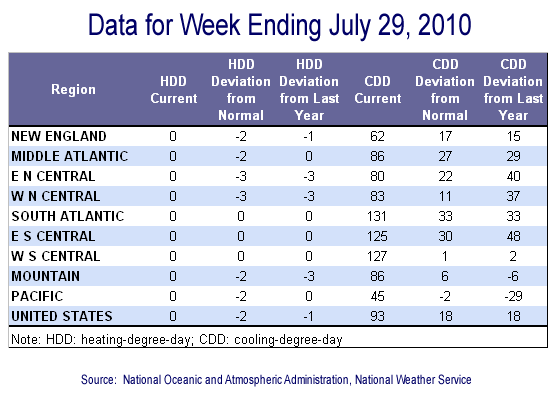 Data for Week Ending July 29, 2010
Region HDD Current HDD Deviation from Normal HDD Deviation from Last Year CDD Current CDD Deviation from Normal CDD Deviation from Last Year
NEW ENGLAND 0 -2 -1 62 17 15
MIDDLE ATLANTIC 0 -2 0 86 27 29
E N CENTRAL 0 -3 -3 80 22 40
W N CENTRAL 0 -3 -3 83 11 37
SOUTH ATLANTIC 0 0 0 131 33 33
E S CENTRAL 0 0 0 125 30 48
W S CENTRAL 0 0 0 127 1 2
MOUNTAIN 0 -2 -3 86 6 -6
PACIFIC 0 -2 0 45 -2 -29
UNITED STATES 0 -2 -1 93 18 18
Note: HDD: heating-degree-day; CDD: cooling-degree-day
Source: National Oceanic and Atmospheric Administration, National Weather Service